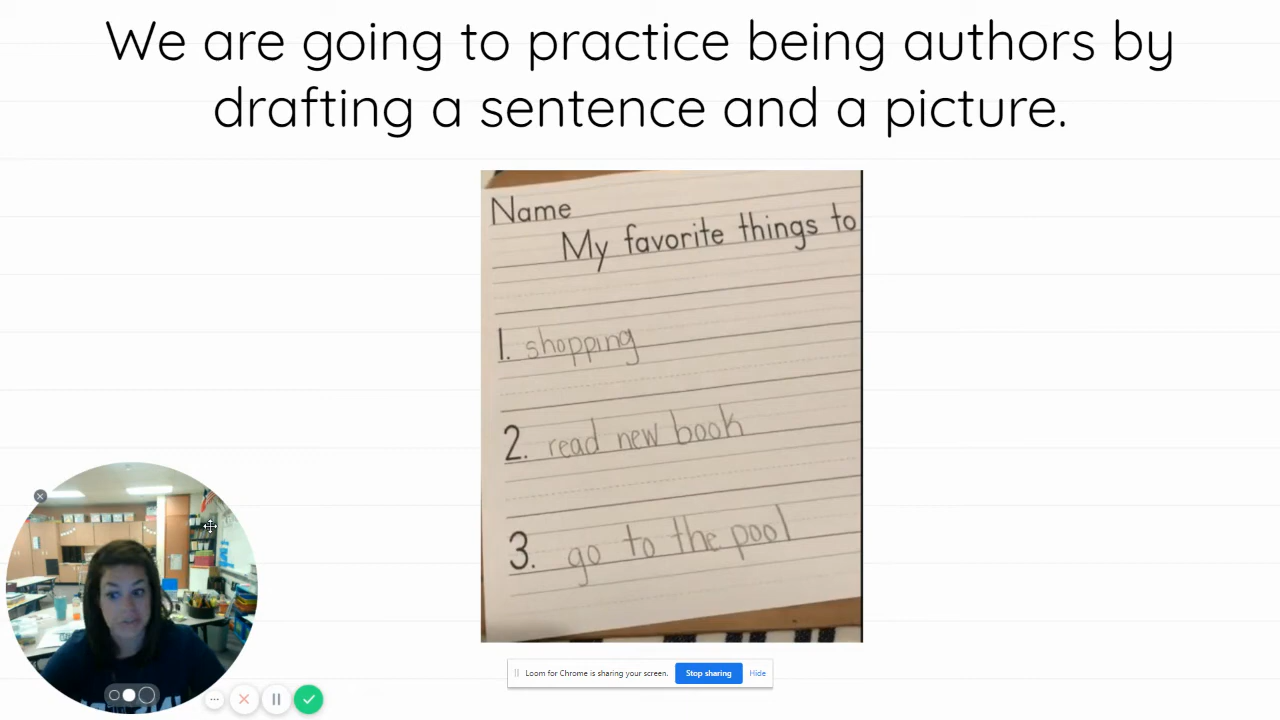 We are going to practice being authors by
drafting a sentence and a picture.
Name
My favorite things to
1. shopping
2. read new book
3. go to the pool
Loom for Chrome is sharing your screen. Stop sharing Hide